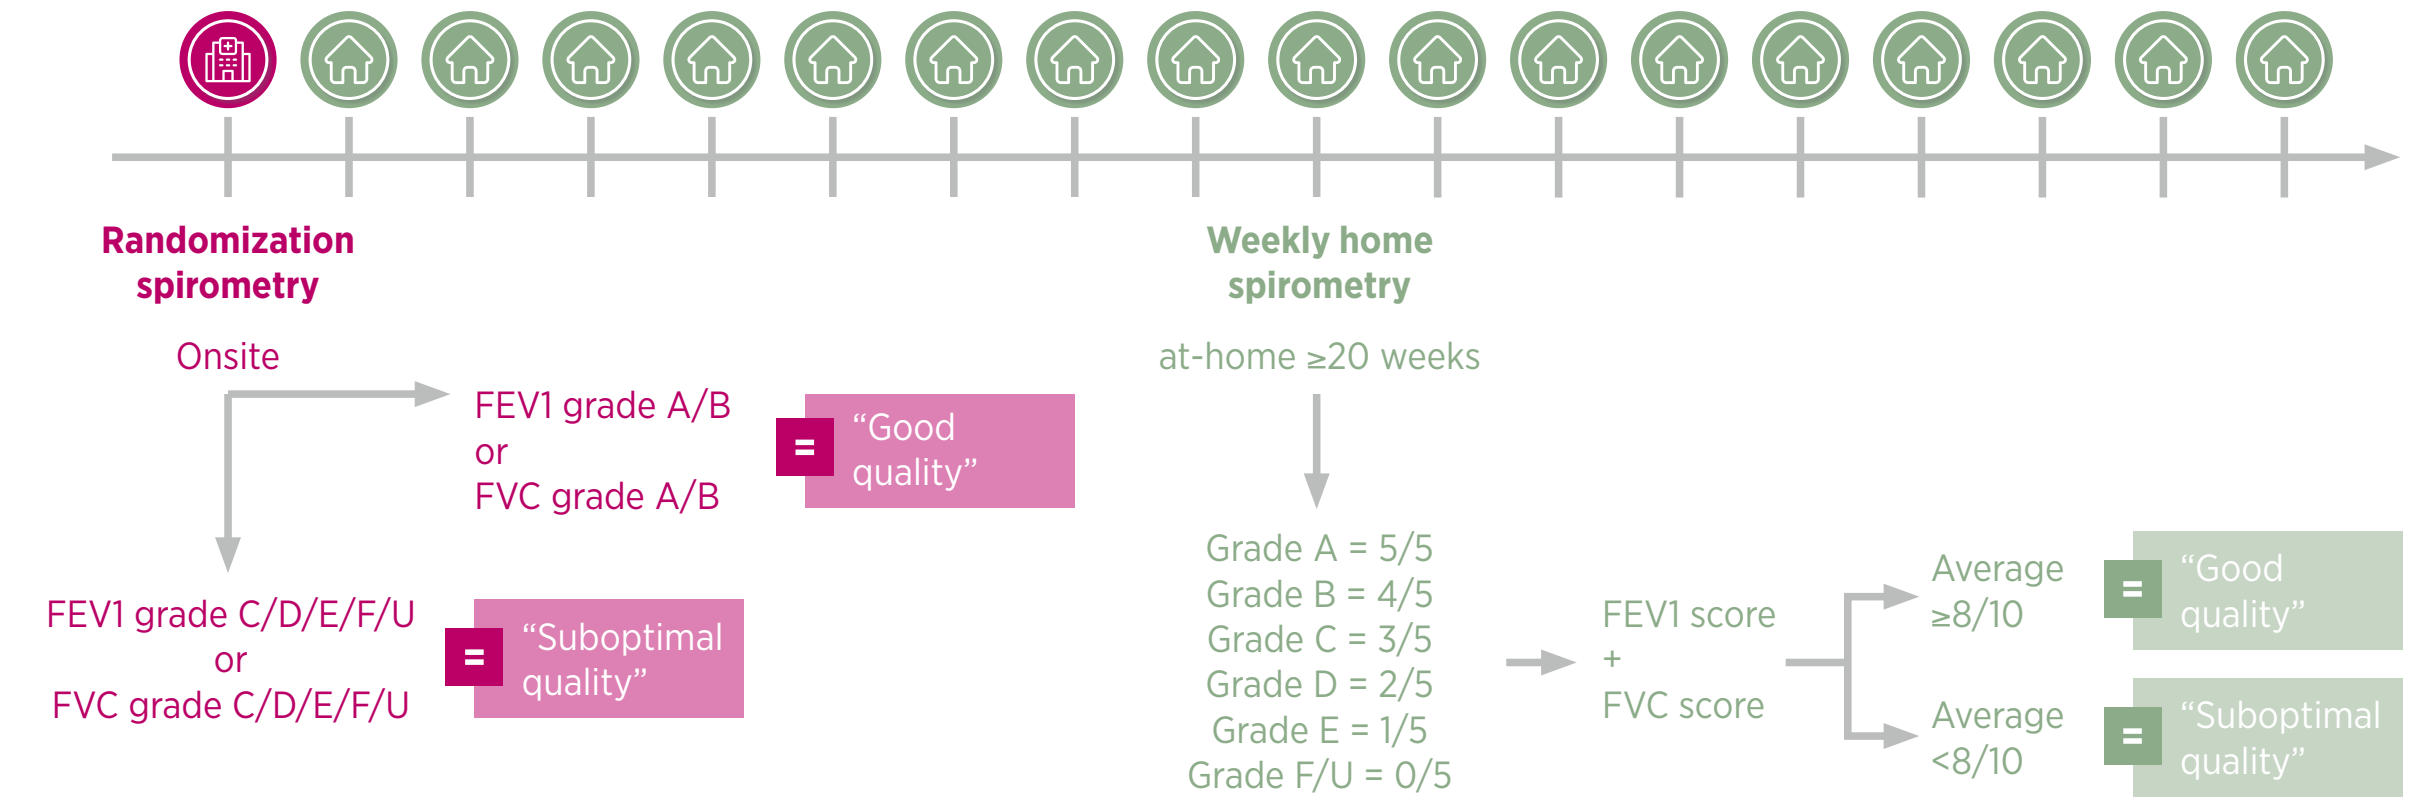 Randomization
spirometry
Onsite
FEV1 grade A/B
or
FVC grade A/B
=
“Good
quality”
FEV1 grade C/D/E/F/U
or
FVC grade C/D/E/F/U
=
“Suboptimal
quality”
Weekly home
spirometry
at-home ≥20 weeks
Grade A = 5/5
Grade B = 4/5
Grade C = 3/5
Grade D = 2/5
Grade E = 1/5
Grade F/U = 0/5
FEV1 score
+
FVC score
Average
≥8/10
=
“Good
quality”
Average
<8/10
=
“Suboptimal
quality”